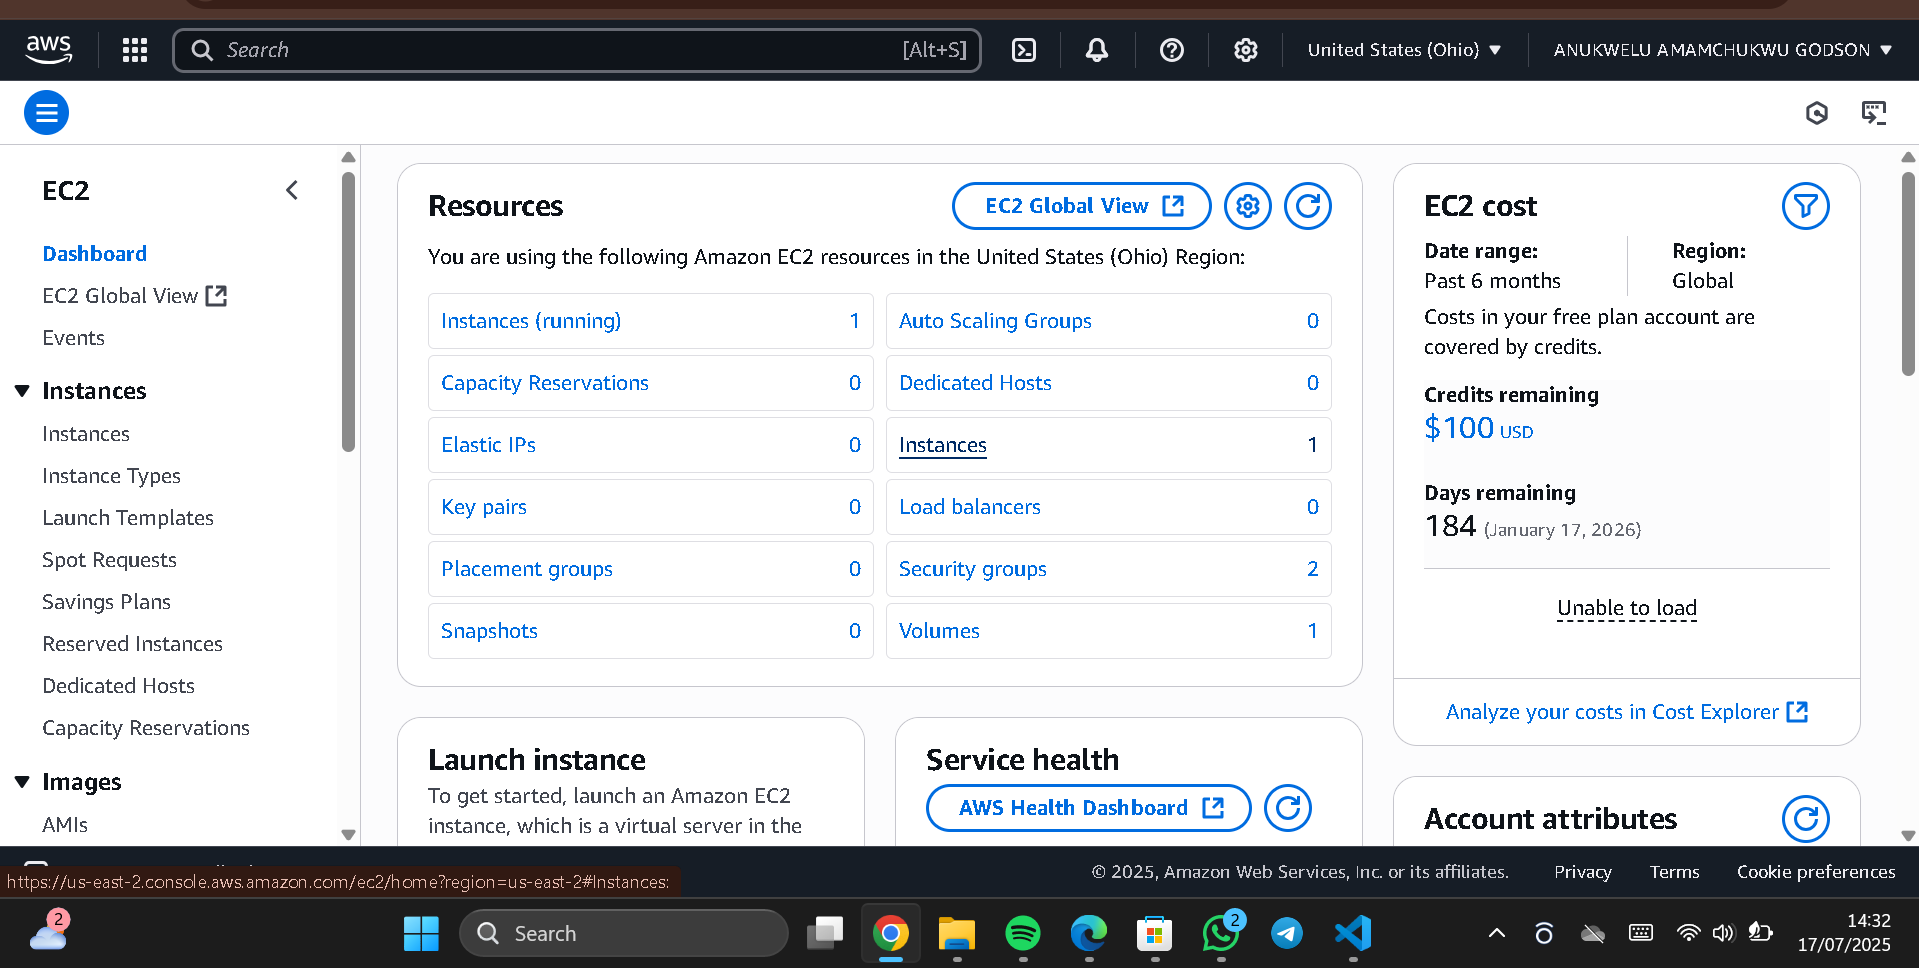 aws
Search [Alt+S]
United States (Ohio)
ANUKWELU AMAMCHUKWU GODSON
EC2
Dashboard
EC2 Global View
Events
Instances
Instances
Instance Types
Launch Templates
Spot Requests
Savings Plans
Reserved Instances
Dedicated Hosts
Capacity Reservations
Images
AMIs
Resources
EC2 Global View
You are using the following Amazon EC2 resources in the United States (Ohio) Region:
Instances (running) 1
Auto Scaling Groups 0
Capacity Reservations 0
Dedicated Hosts 0
Elastic IPs 0
Instances 1
Key pairs 0
Load balancers 0
Placement groups 0
Security groups 2
Snapshots 0
Volumes 1
Launch instance
To get started, launch an Amazon EC2
instance, which is a virtual server in the
Service health
AWS Health Dashboard
EC2 cost
Date range:
Past 6 months
Region:
Global
Costs in your free plan account are
covered by credits.
Credits remaining
$100 USD
Days remaining
184 (January 17, 2026)
Unable to load
Analyze your costs in Cost Explorer
Account attributes
https://us-east-2.console.aws.amazon.com/ec2/home?region=us-east-2#Instances:
© 2025, Amazon Web Services, Inc. or its affiliates.
Privacy
Terms
Cookie preferences
2
Search
2
14:32
17/07/2025